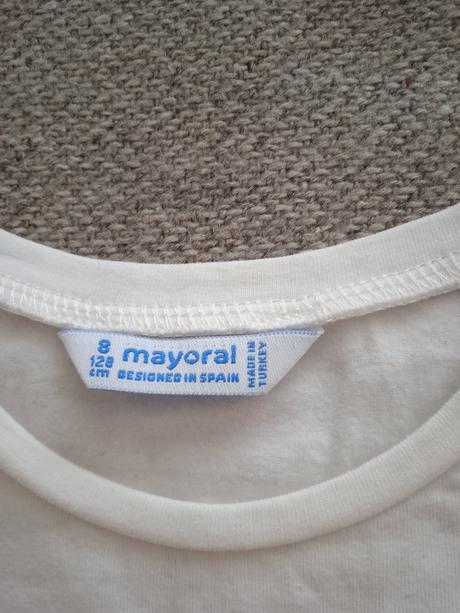 8
128
cm
mayoral
DESIGNED IN SPAIN
MADE IN
TURKEY